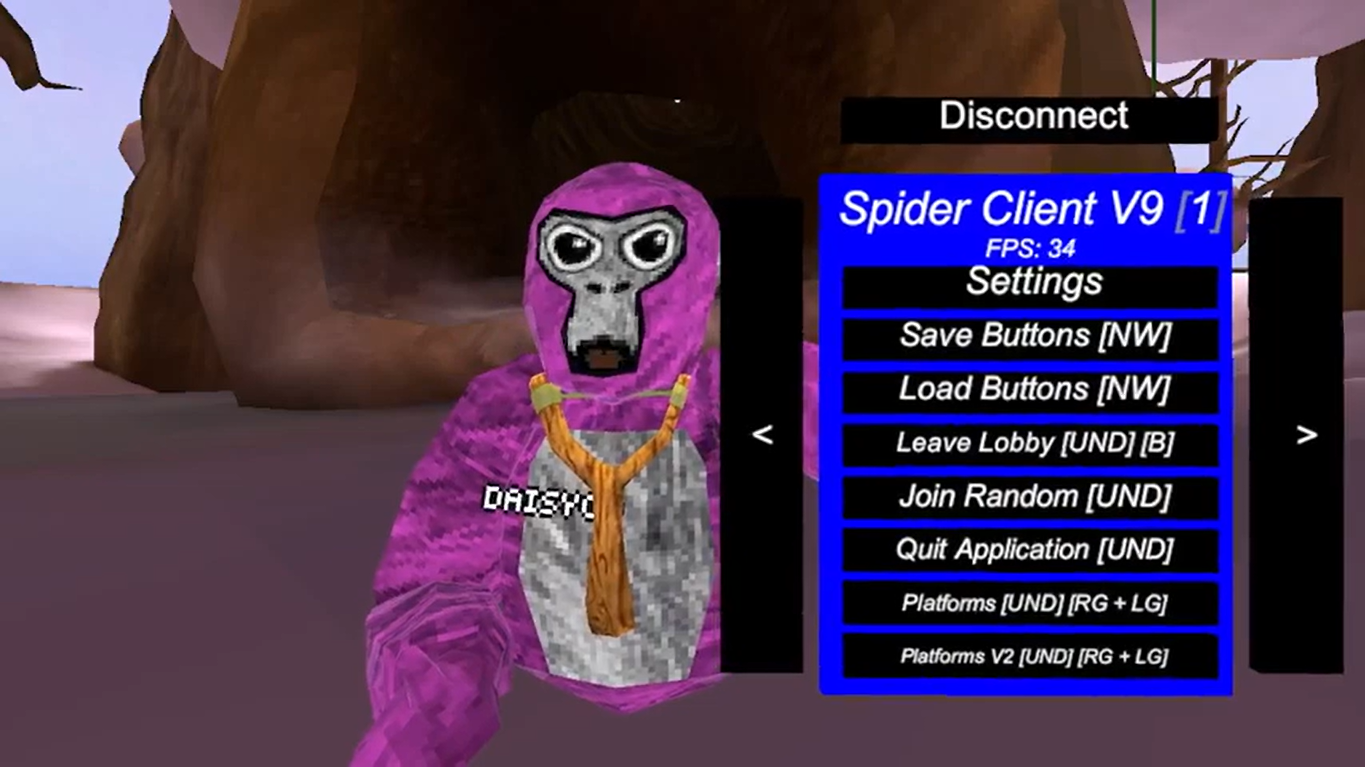 Disconnect
Spider Client V9 [1]
FPS: 34
Settings
Save Buttons [NW]
Load Buttons [NW]
<
Leave Lobby [UND] [B]
>
Join Random [UND]
DAISYC
Quit Application [UND]
Platforms [UND] [RG + LG]
Platforms V2 [UND] [RG + LG]